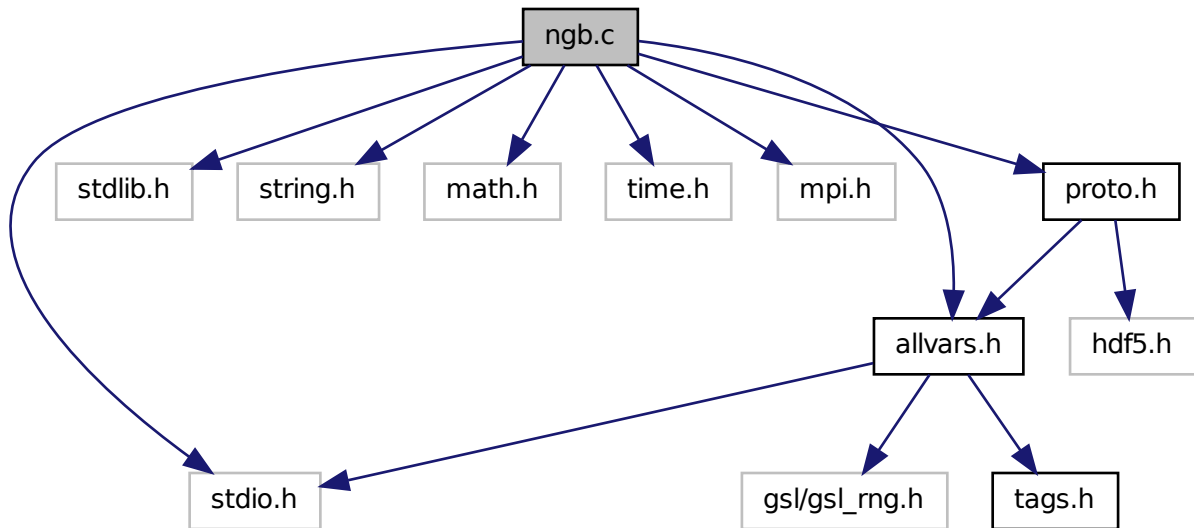 ngb.c
stdlib.h
string.h
math.h
time.h
mpi.h
proto.h
allvars.h
hdf5.h
stdio.h
gsl/gsl_rng.h
tags.h